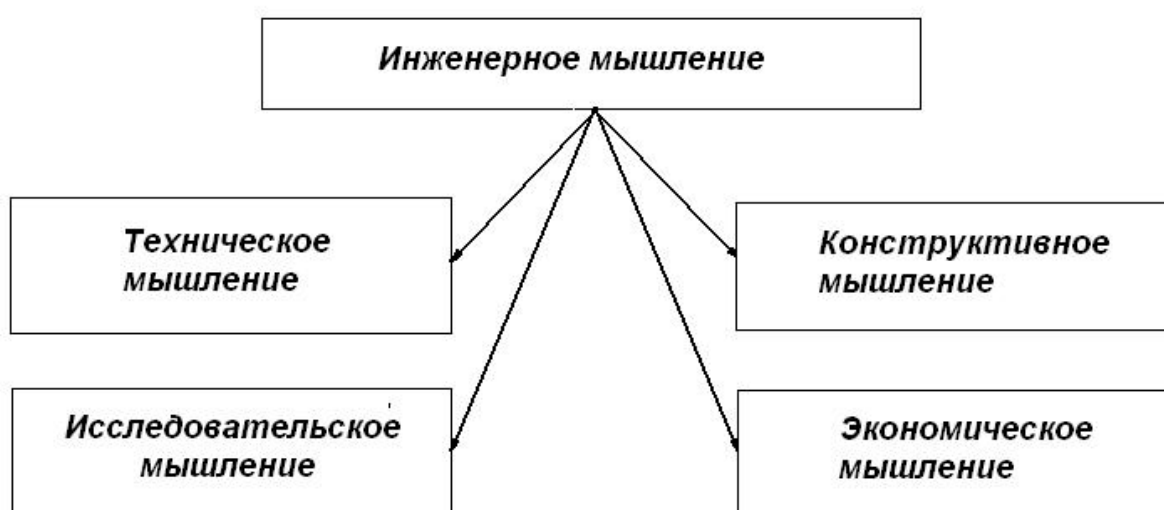 Инженерное мышление
Техническое
мышление
Конструктивное
мышление
Исследовательское
мышление
Экономическое
мышление